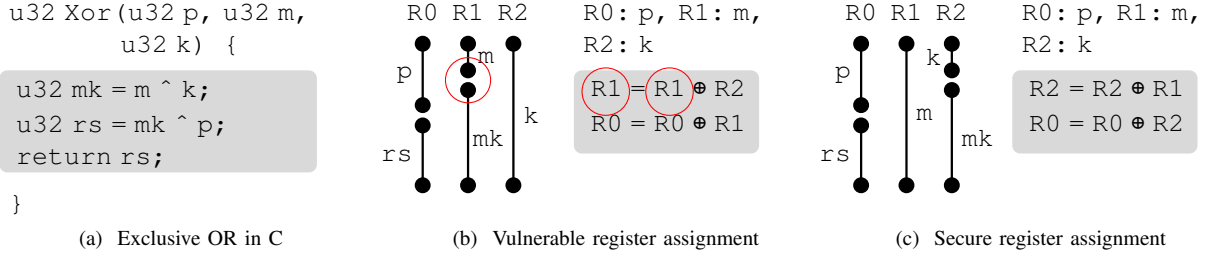 u32 Xor(u32 p, u32 m,
u32 k) {
u32 mk = m ^ k;
u32 rs = mk ^ p;
return rs;
}
(a) Exclusive OR in C
R0 R1 R2
p
m
k
rs
mk
R0: p, R1: m,
R2: k
R1 = R1 ⊕ R2
R0 = R0 ⊕ R1
(b) Vulnerable register assignment
R0 R1 R2
p
k
m
rs
mk
R0: p, R1: m,
R2: k
R2 = R2 ⊕ R1
R0 = R0 ⊕ R2
(c) Secure register assignment